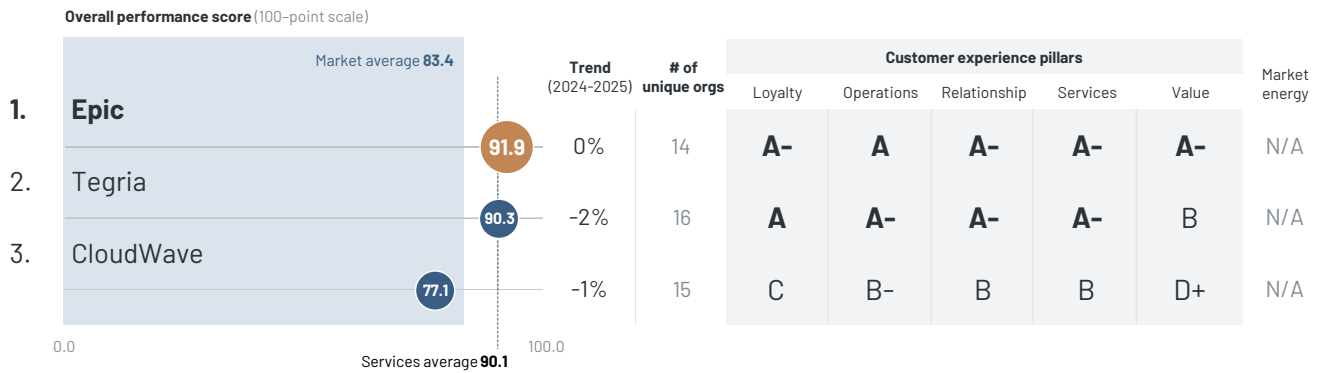 Overall performance score (100-point scale)
Market average 83.4
Trend
(2024-2025)
# of
unique orgs
Customer experience pillars
Loyalty Operations Relationship Services Value
Market
energy
1. Epic
91.9 0% 14 A- A A- A- A- N/A
2. Tegria
90.3 -2% 16 A A- A- A- B N/A
3. CloudWave
77.1 -1% 15 C B- B B D+ N/A
0.0 100.0
Services average 90.1